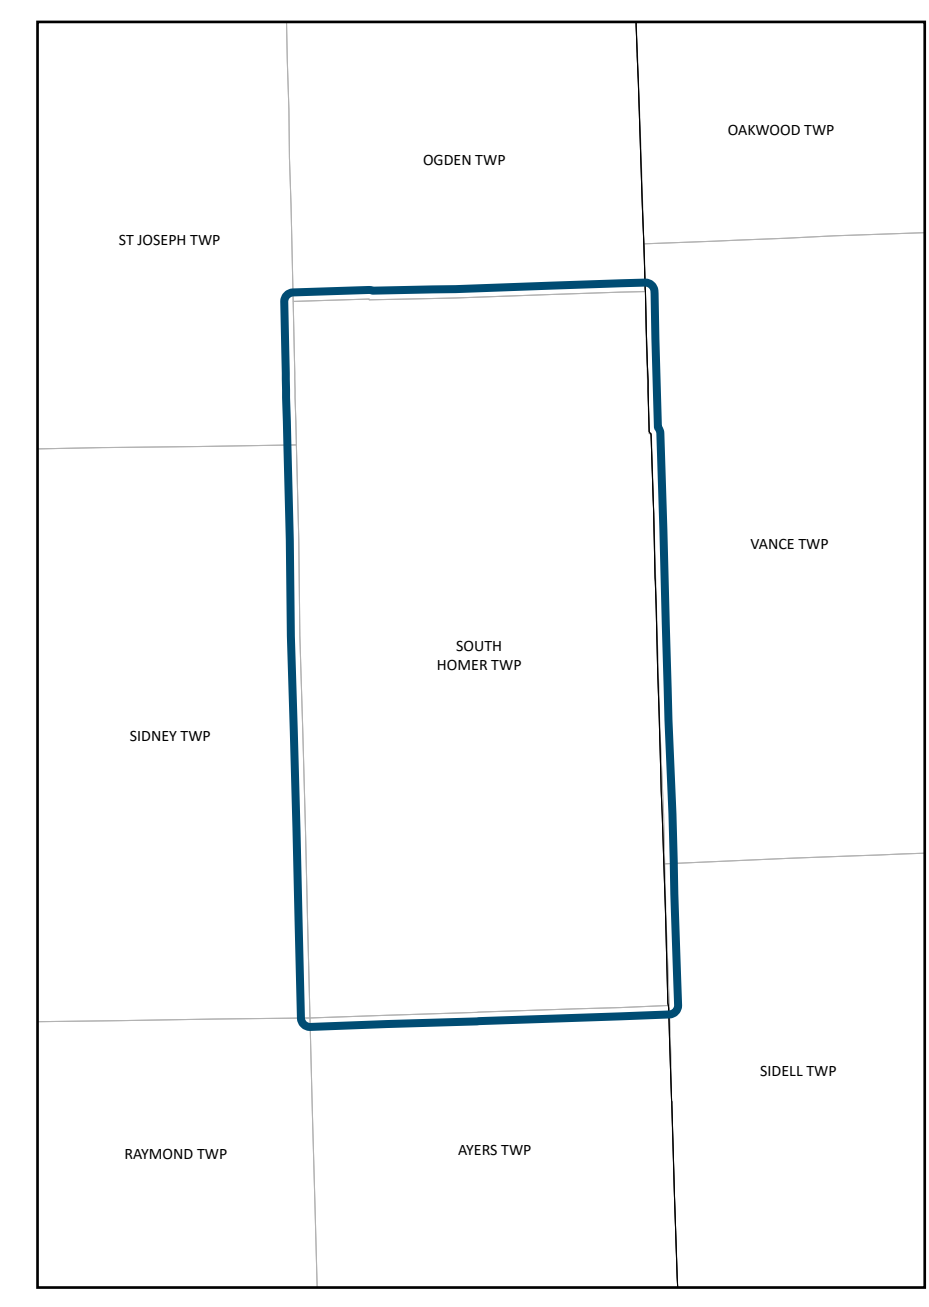 OAKWOOD TWP
OGDEN TWP
ST JOSEPH TWP
VANCE TWP
SOUTH
HOMER TWP
SIDNEY TWP
SIDELL TWP
AYERS TWP
RAYMOND TWP